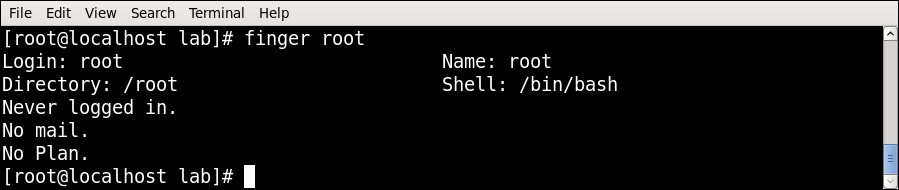 File Edit View Search Terminal Help
[root@localhost lab]# finger root
Login: root Name: root
Directory: /root Shell: /bin/bash
Never logged in.
No mail.
No Plan.
[root@localhost lab]#